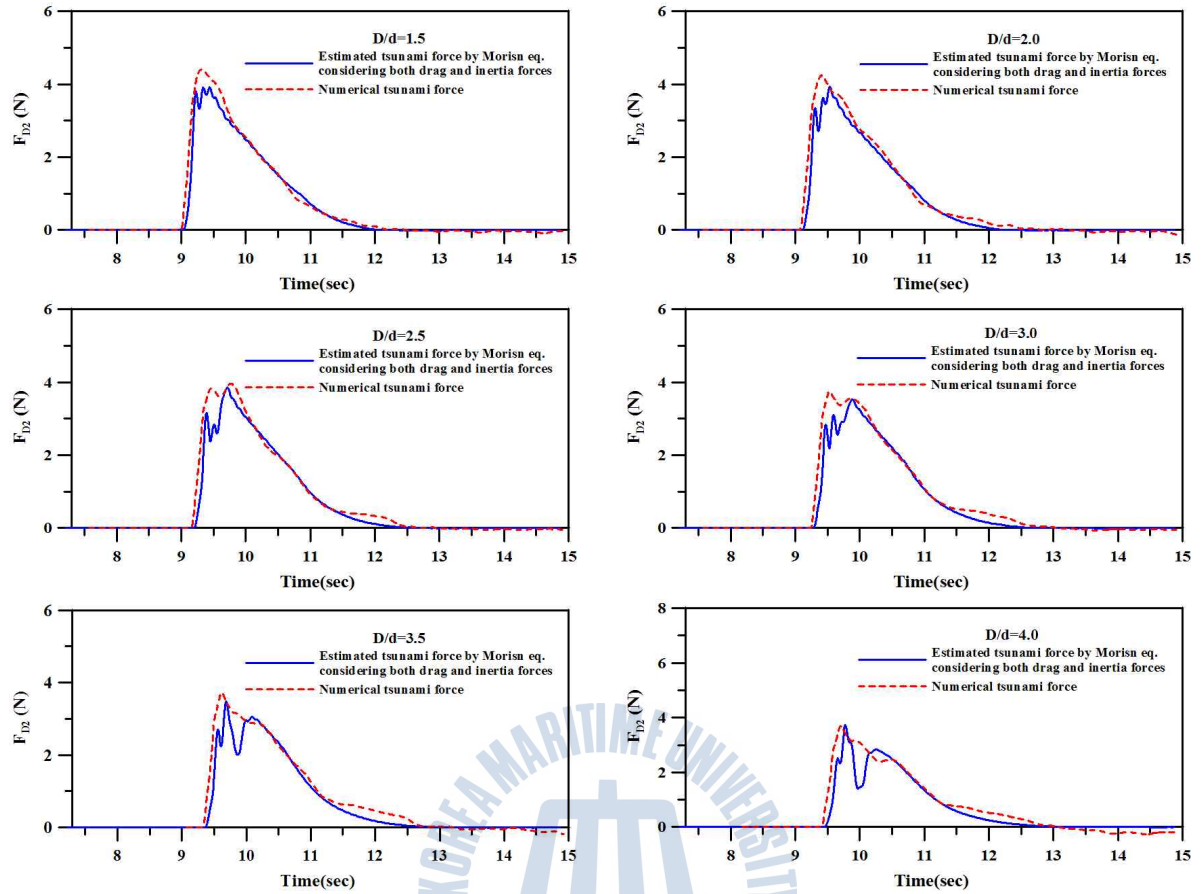 D/d=1.5
Estimated tsunami force by Morisn eq.
considering both drag and inertia forces
Numerical tsunami force
F_D2 (N)
6
4
2
0
8 9 10 11 12 13 14 15
Time(sec)
D/d=2.0
Estimated tsunami force by Morisn eq.
considering both drag and inertia forces
Numerical tsunami force
F_D2 (N)
6
4
2
0
8 9 10 11 12 13 14 15
Time(sec)
D/d=2.5
Estimated tsunami force by Morisn eq.
considering both drag and inertia forces
Numerical tsunami force
F_D2 (N)
6
4
2
0
8 9 10 11 12 13 14 15
Time(sec)
D/d=3.0
Estimated tsunami force by Morisn eq.
considering both drag and inertia forces
Numerical tsunami force
F_D2 (N)
6
4
2
0
8 9 10 11 12 13 14 15
Time(sec)
D/d=3.5
Estimated tsunami force by Morisn eq.
considering both drag and inertia forces
Numerical tsunami force
F_D2 (N)
6
4
2
0
8 9 10 11 12 13 14 15
Time(sec)
D/d=4.0
Estimated tsunami force by Morisn eq.
considering both drag and inertia forces
Numerical tsunami force
F_D2 (N)
8
6
4
2
0
8 9 10 11 12 13 14 15
Time(sec)
KOREA MARITIME UNIVERSIT